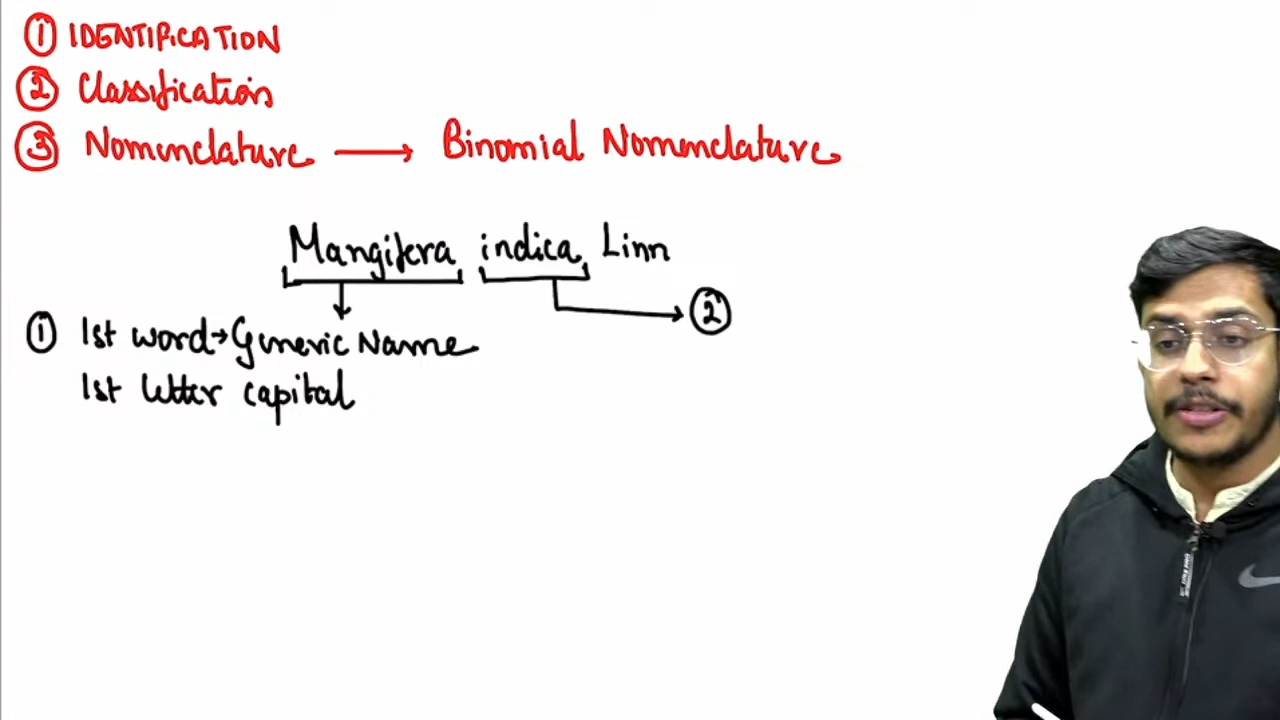 ① IDENTIFICATION
② Classification
③ Nomenclature → Binomial Nomenclature
Mangifera indica Linn
②
① 1st word→Generic Name
1st letter capital